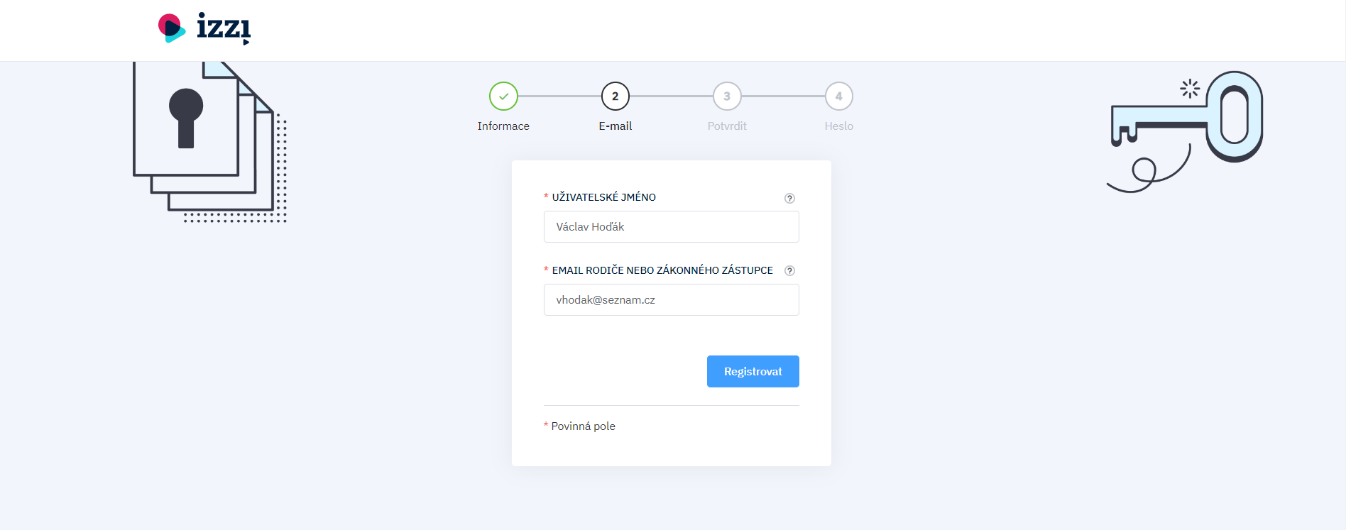 izzi
2
3
4
Informace
E-mail
Potvrdit
Heslo
* UŽIVATELSKÉ JMÉNO ?
Václav Hoďák
* EMAIL RODIČE NEBO ZÁKONNÉHO ZÁSTUPCE ?
vhodak@seznam.cz
Registrovat
* Povinná pole